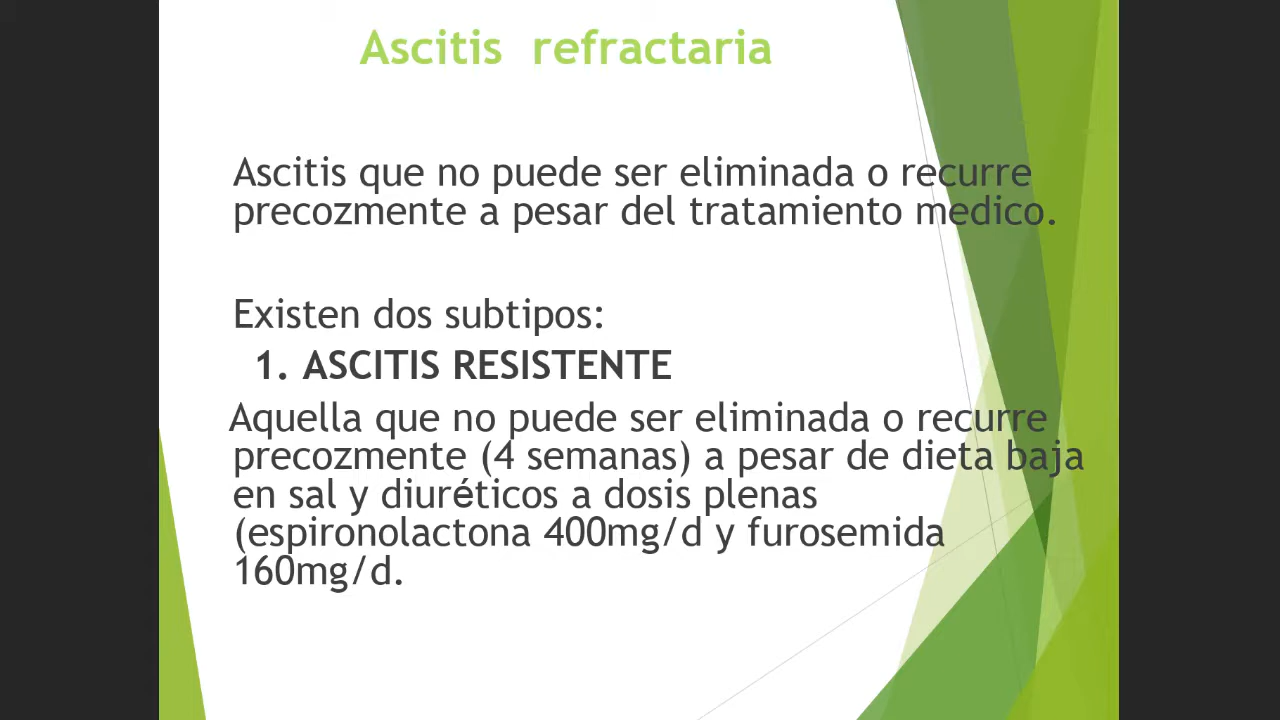 Ascitis refractaria
Ascitis que no puede ser eliminada o recurre
precozmente a pesar del tratamiento medico.
Existen dos subtipos:
1. ASCITIS RESISTENTE
Aquella que no puede ser eliminada o recurre
precozmente (4 semanas) a pesar de dieta baja
en sal y diuréticos a dosis plenas
(espironolactona 400mg/d y furosemida
160mg/d.